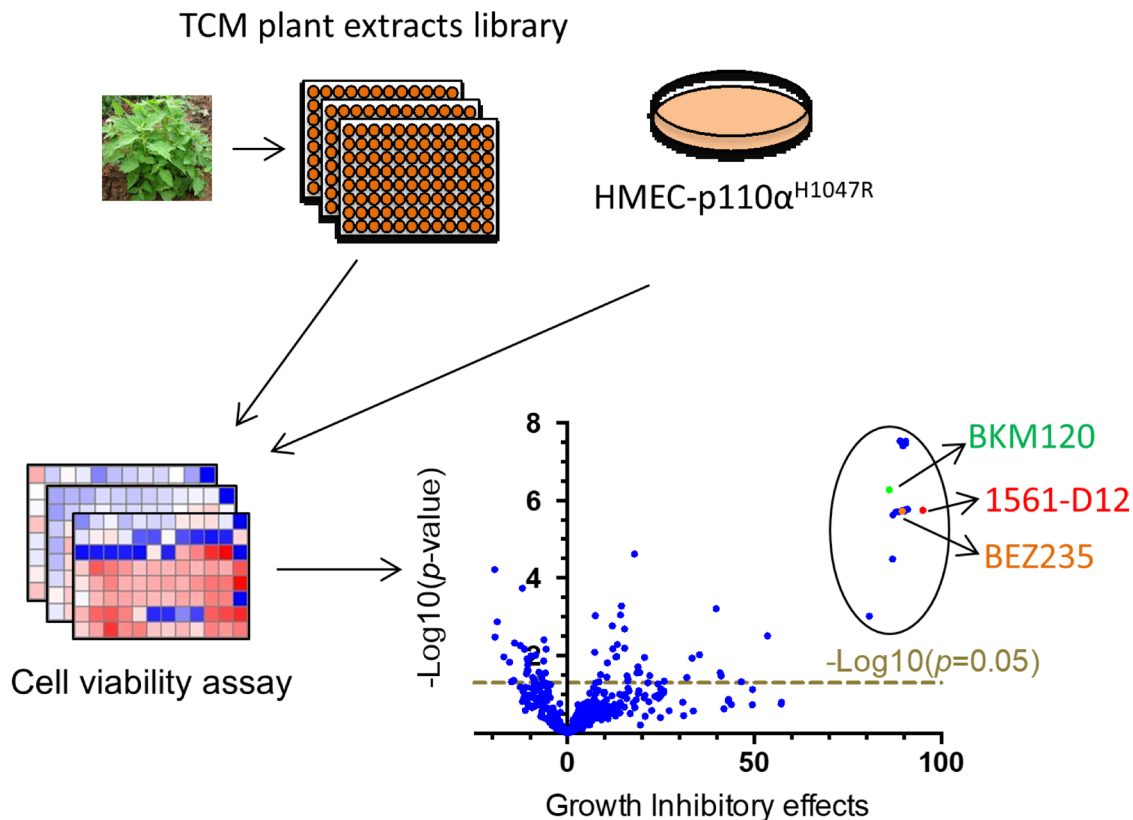 TCM plant extracts library
HMEC-p110α^H1047R
8
BKM120
6
1561-D12
BEZ235
4
-Log10(p-value)
2
-Log10(p=0.05)
Cell viability assay
0
50
100
Growth Inhibitory effects